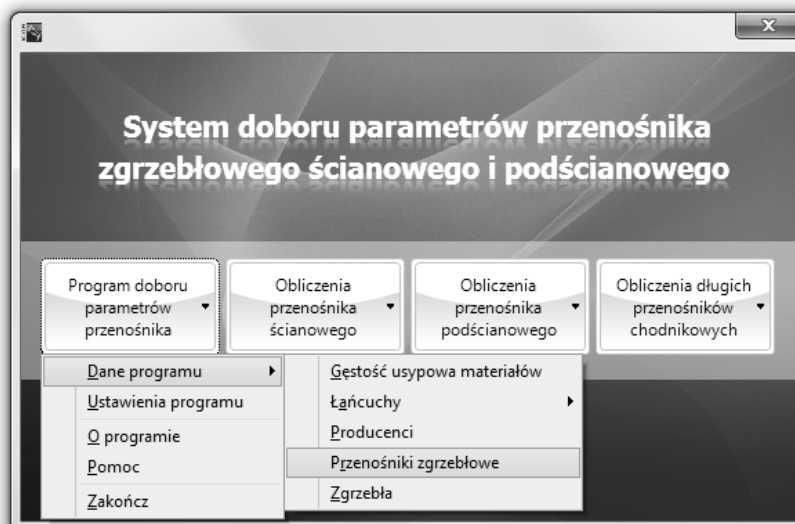 System doboru parametrów przenośnika
zgrzebłowego ścianowego i podścianowego
Program doboru
parametrów
przenośnika
Obliczenia
przenośnika
ścianowego
Obliczenia
przenośnika
podścianowego
Obliczenia długich
przenośników
chodnikowych
Dane programu
Ustawienia programu
O programie
Pomoc
Zakończ
Gęstość usypowa materiałów
Łańcuchy
Producenci
Przenośniki zgrzebłowe
Zgrzebła